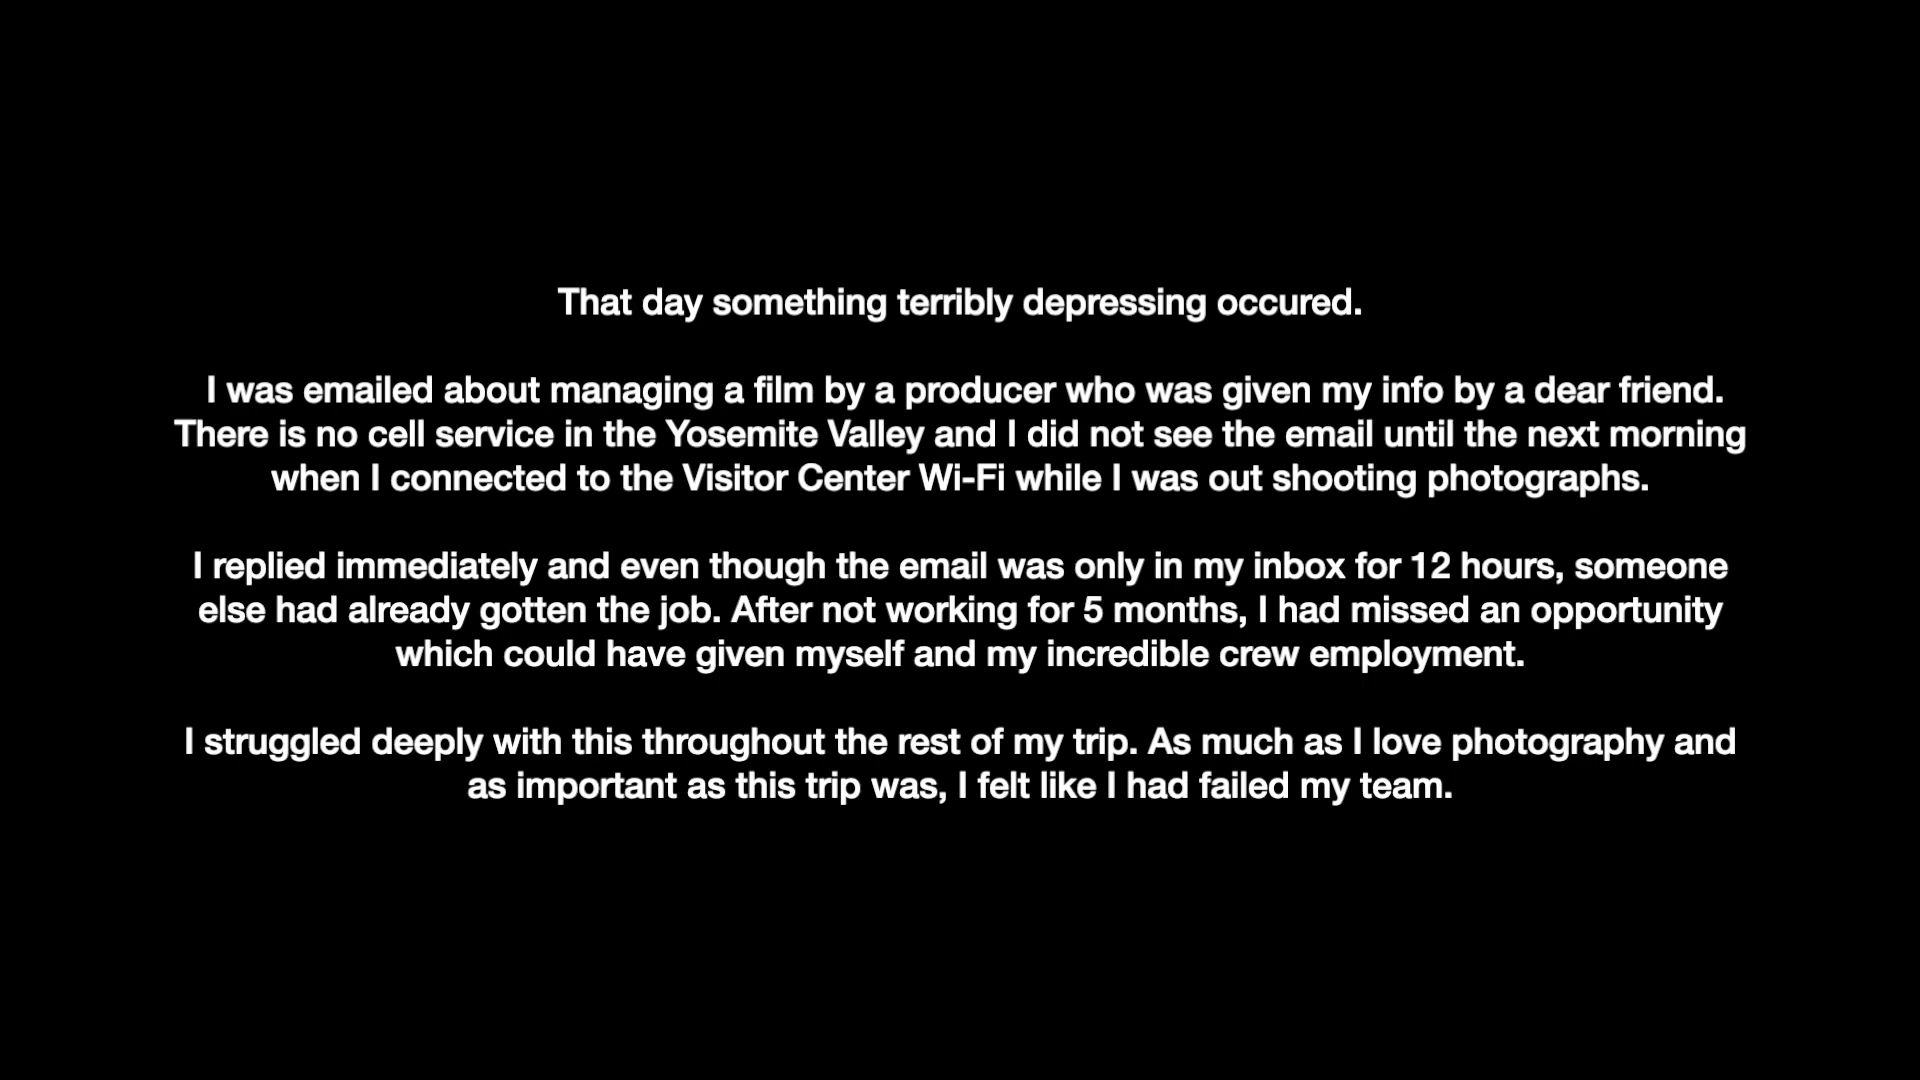 That day something terribly depressing occured.
I was emailed about managing a film by a producer who was given my info by a dear friend.
There is no cell service in the Yosemite Valley and I did not see the email until the next morning
when I connected to the Visitor Center Wi-Fi while I was out shooting photographs.
I replied immediately and even though the email was only in my inbox for 12 hours, someone
else had already gotten the job. After not working for 5 months, I had missed an opportunity
which could have given myself and my incredible crew employment.
I struggled deeply with this throughout the rest of my trip. As much as I love photography and
as important as this trip was, I felt like I had failed my team.